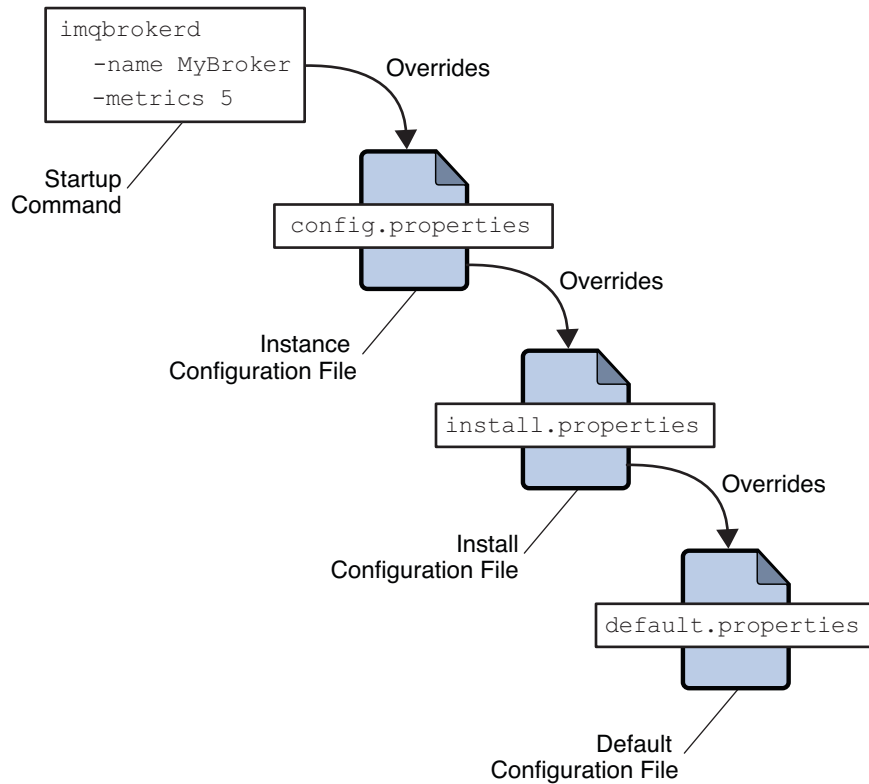 imqbrokerd
-name MyBroker
-metrics 5
Overrides
Startup
Command
config.properties
Overrides
Instance
Configuration File
install.properties
Overrides
Install
Configuration File
default.properties
Default
Configuration File